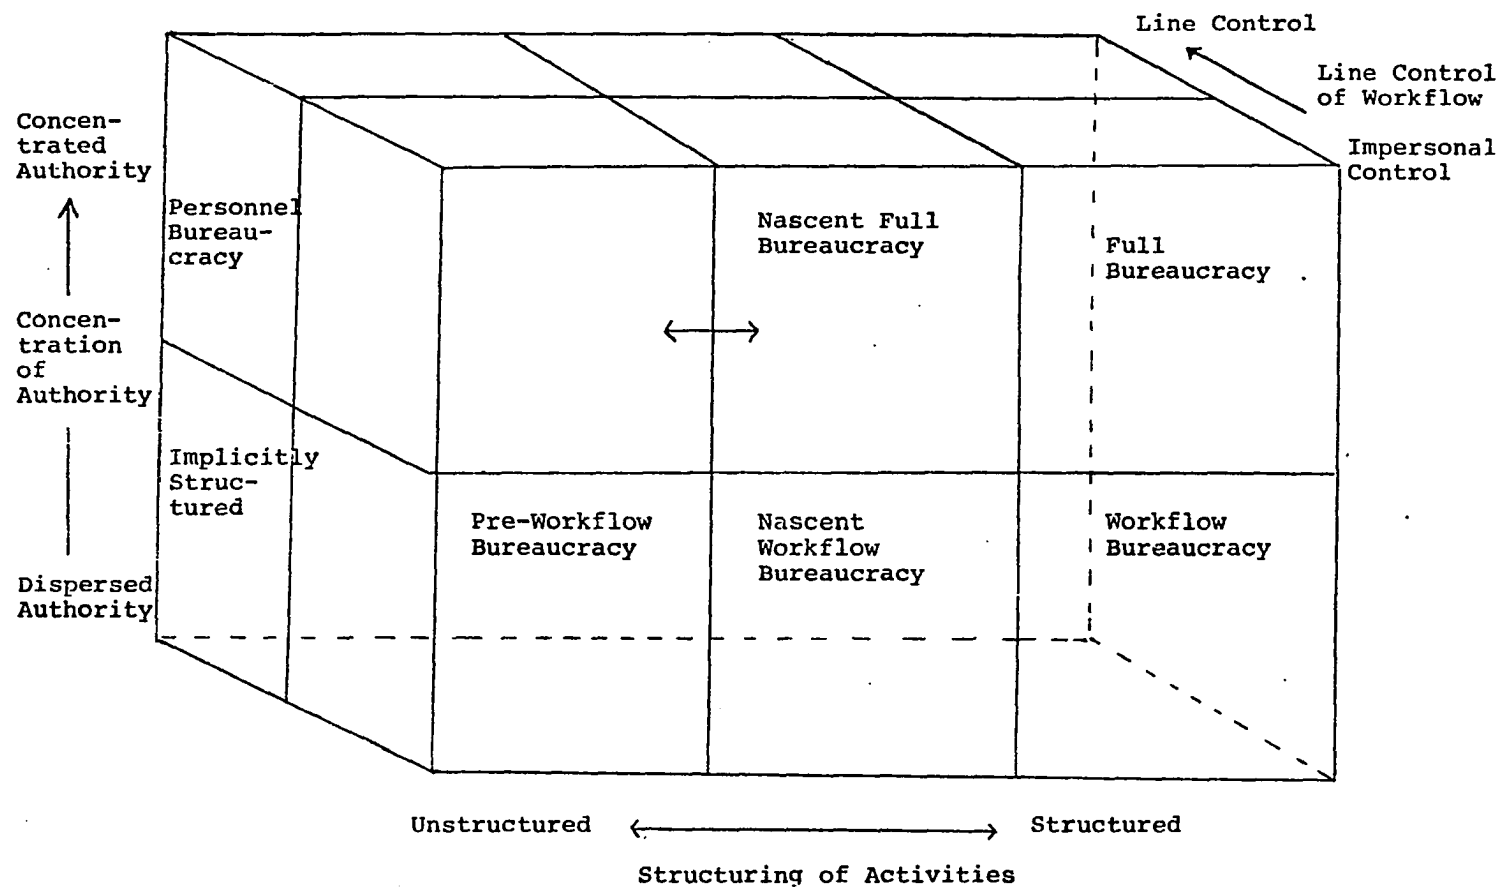 Line Control
Line Control
of Workflow
Impersonal
Control
Concen-
trated
Authority
Concen-
tration
of
Authority
Dispersed
Authority
Personnel
Bureau-
cracy
Nascent Full
Bureaucracy
Full
Bureaucracy
Implicitly
Struc-
tured
Pre-Workflow
Bureaucracy
Nascent
Workflow
Bureaucracy
Workflow
Bureaucracy
Unstructured
Structured
Structuring of Activities